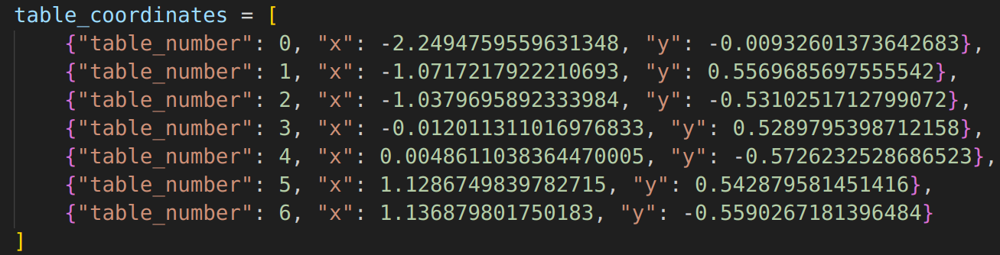 table_coordinates = [
{"table_number": 0, "x": -2.2494759559631348, "y": -0.00932601373642683},
{"table_number": 1, "x": -1.0717217922210693, "y": 0.5569685697555542},
{"table_number": 2, "x": -1.0379695892333984, "y": -0.5310251712799072},
{"table_number": 3, "x": -0.012011311016976833, "y": 0.5289795398712158},
{"table_number": 4, "x": 0.0048611038364470005, "y": -0.5726232528686523},
{"table_number": 5, "x": 1.1286749839782715, "y": 0.542879581451416},
{"table_number": 6, "x": 1.136879801750183, "y": -0.5590267181396484}
]